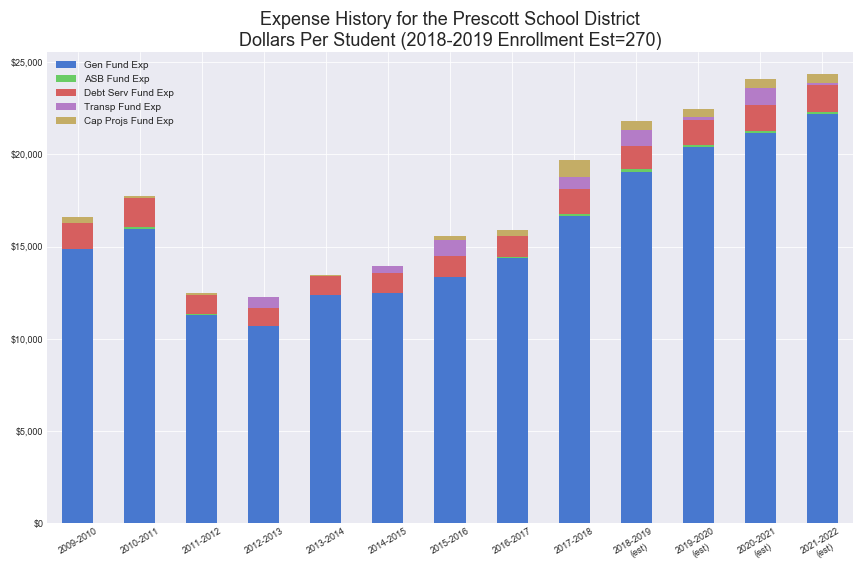 Expense History for the Prescott School District
Dollars Per Student (2018-2019 Enrollment Est=270)
$25,000
$20,000
$15,000
$10,000
$5,000
$0
Gen Fund Exp
ASB Fund Exp
Debt Serv Fund Exp
Transp Fund Exp
Cap Projs Fund Exp
2009-2010
2010-2011
2011-2012
2012-2013
2013-2014
2014-2015
2015-2016
2016-2017
2017-2018
2018-2019
(est)
2019-2020
(est)
2020-2021
(est)
2021-2022
(est)